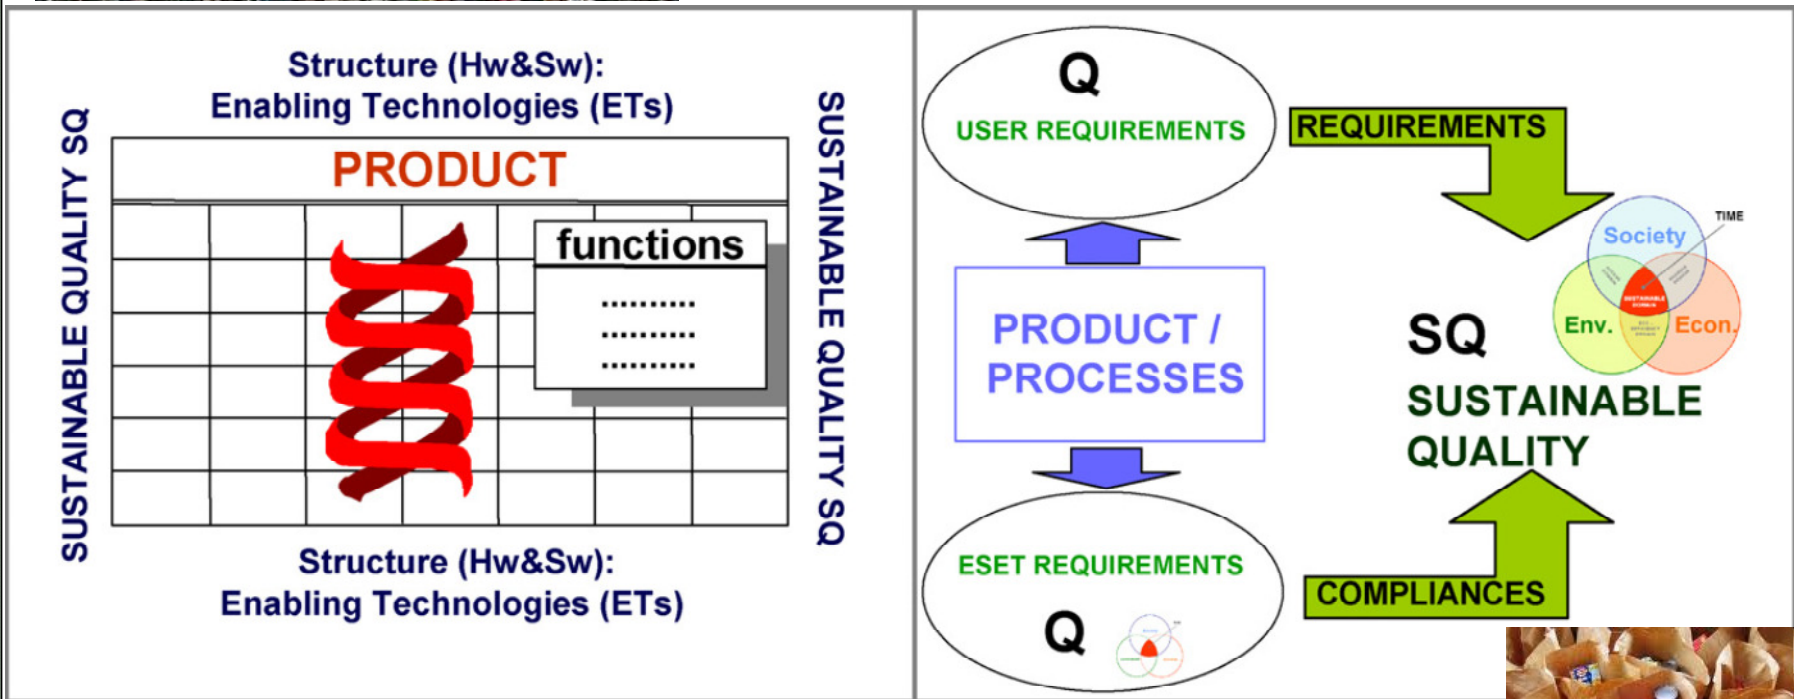 Structure (Hw&Sw):
Enabling Technologies (ETs)
SUSTAINABLE QUALITY SQ
PRODUCT
functions
..........
..........
..........
SUSTAINABLE QUALITY SQ
Structure (Hw&Sw):
Enabling Technologies (ETs)
Q
USER REQUIREMENTS
REQUIREMENTS
PRODUCT /
PROCESSES
TIME
Society
SUSTAINABLE
Env.
Econ.
SQ
SUSTAINABLE
QUALITY
ESET REQUIREMENTS
Q
COMPLIANCES